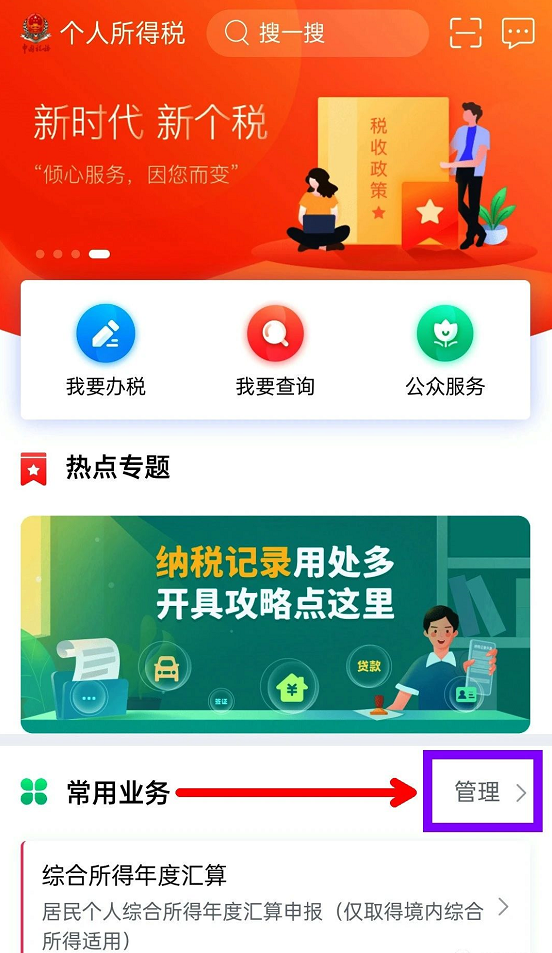 个人所得税
搜一搜
新时代 新个税
“倾心服务，因您而变”
税收政策
我要办税
我要查询
公众服务
热点专题
纳税记录用处多
开具攻略点这里
贷款
签证
常用业务
管理
综合所得年度汇算
居民个人综合所得年度汇算申报（仅取得境内综合
所得适用）